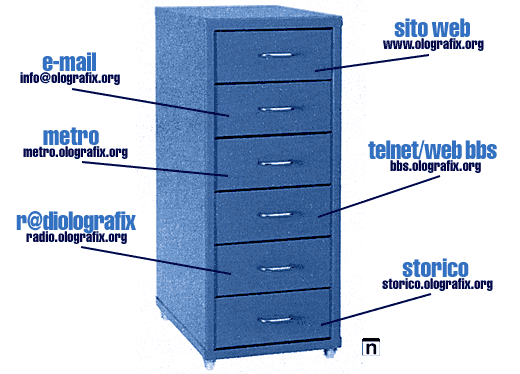 sito web
www.olografix.org
e-mail
info@olografix.org
metro
metro.olografix.org
telnet/web bbs
bbs.olografix.org
r@diolografix
radio.olografix.org
storico
storico.olografix.org
n